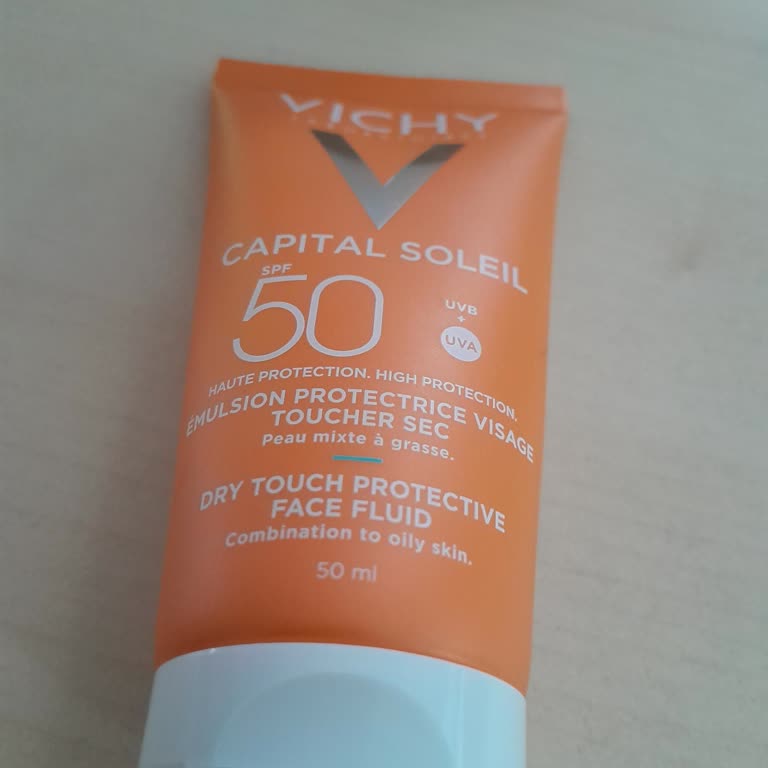 VICHY
LABORATOIRES
CAPITAL SOLEIL
SPF
50
UVB
+
UVA
HAUTE PROTECTION. HIGH PROTECTION.
ÉMULSION PROTECTRICE VISAGE
TOUCHER SEC
Peau mixte à grasse.
DRY TOUCH PROTECTIVE
FACE FLUID
Combination to oily skin.
50 ml